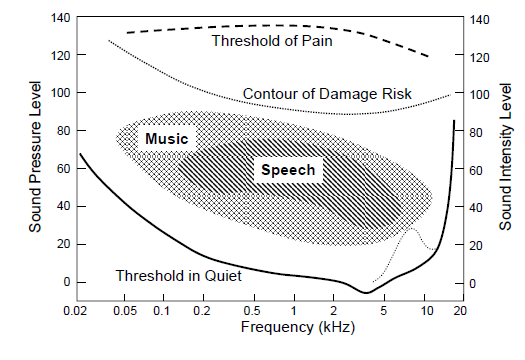 140
120
100
80
60
40
20
0
Sound Pressure Level
140
120
100
80
60
40
20
0
Sound Intensity Level
Threshold of Pain
Contour of Damage Risk
Music
Speech
Threshold in Quiet
0.02 0.05 0.1 0.2 0.5 1 2 5 10 20
Frequency (kHz)